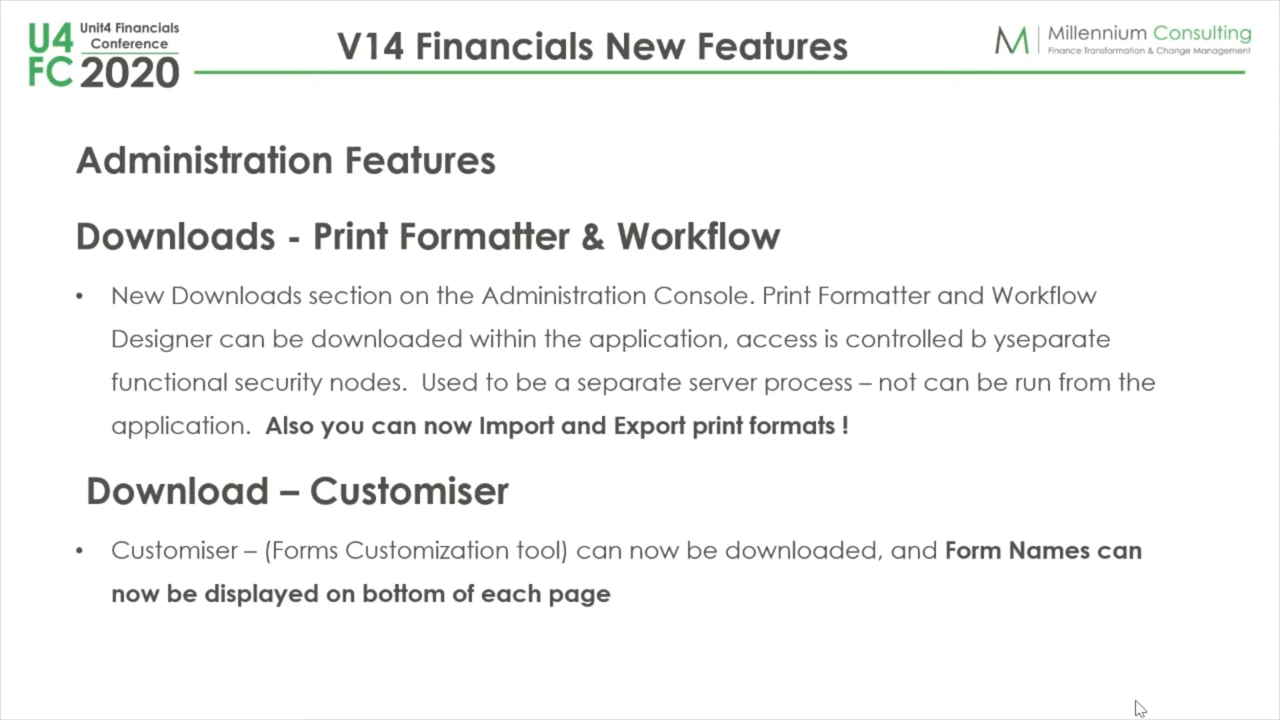 U4 Unit4 Financials
Conference
FC 2020
V14 Financials New Features
Millennium Consulting
Finance Transformation & Change Management
Administration Features
Downloads - Print Formatter & Workflow
• New Downloads section on the Administration Console. Print Formatter and Workflow
Designer can be downloaded within the application, access is controlled b yseparate
functional security nodes.  Used to be a separate server process – not can be run from the
application.  Also you can now Import and Export print formats !
Download – Customiser
• Customiser – (Forms Customization tool) can now be downloaded, and Form Names can
now be displayed on bottom of each page